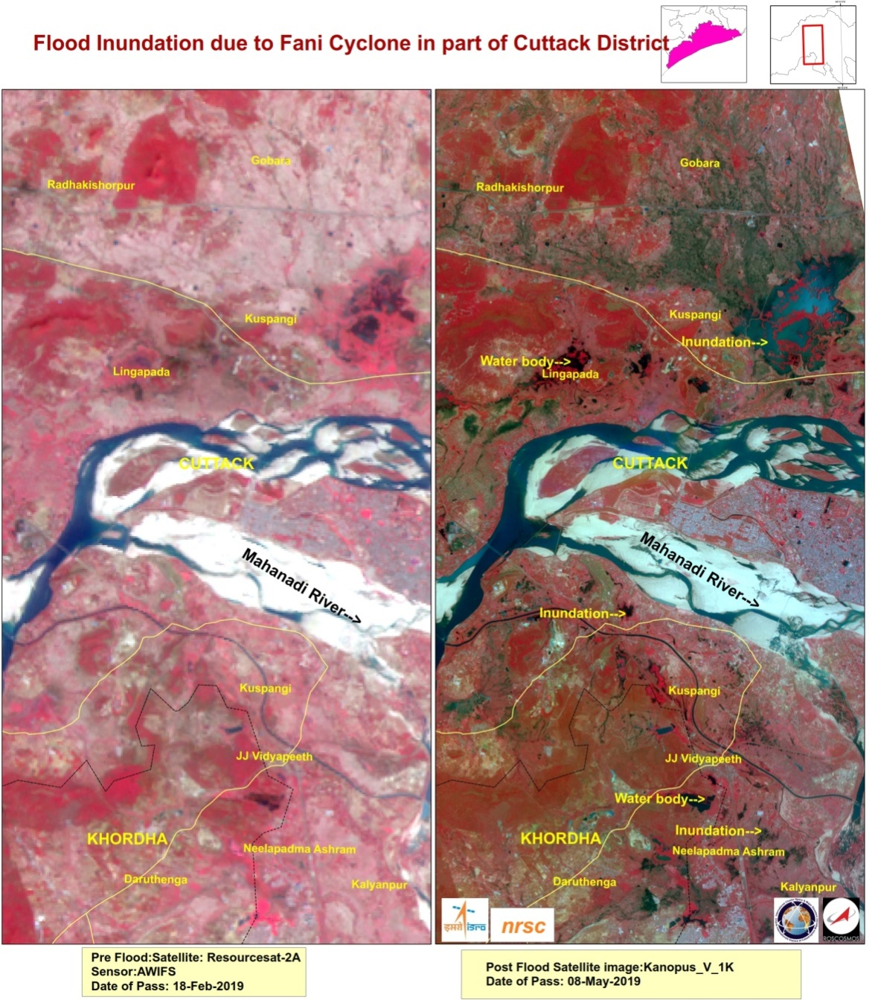 Flood Inundation due to Fani Cyclone in part of Cuttack District
Gobara
Radhakishorpur
Kuspangi
Lingapada
CUTTACK
Mahanadi River-->
Kuspangi
JJ Vidyapeeth
KHORDHA
Neelapadma Ashram
Daruthenga
Kalyanpur
Gobara
Radhakishorpur
Kuspangi
Inundation-->
Water body-->
Lingapada
CUTTACK
Mahanadi River-->
Inundation-->
Kuspangi
JJ Vidyapeeth
Water body-->
Inundation-->
KHORDHA
Neelapadma Ashram
Daruthenga
Kalyanpur
इसरो isro
nrsc
ROSCOSMOS
Pre Flood:Satellite: Resourcesat-2A
Sensor:AWIFS
Date of Pass: 18-Feb-2019
Post Flood Satellite image:Kanopus_V_1K
Date of Pass: 08-May-2019